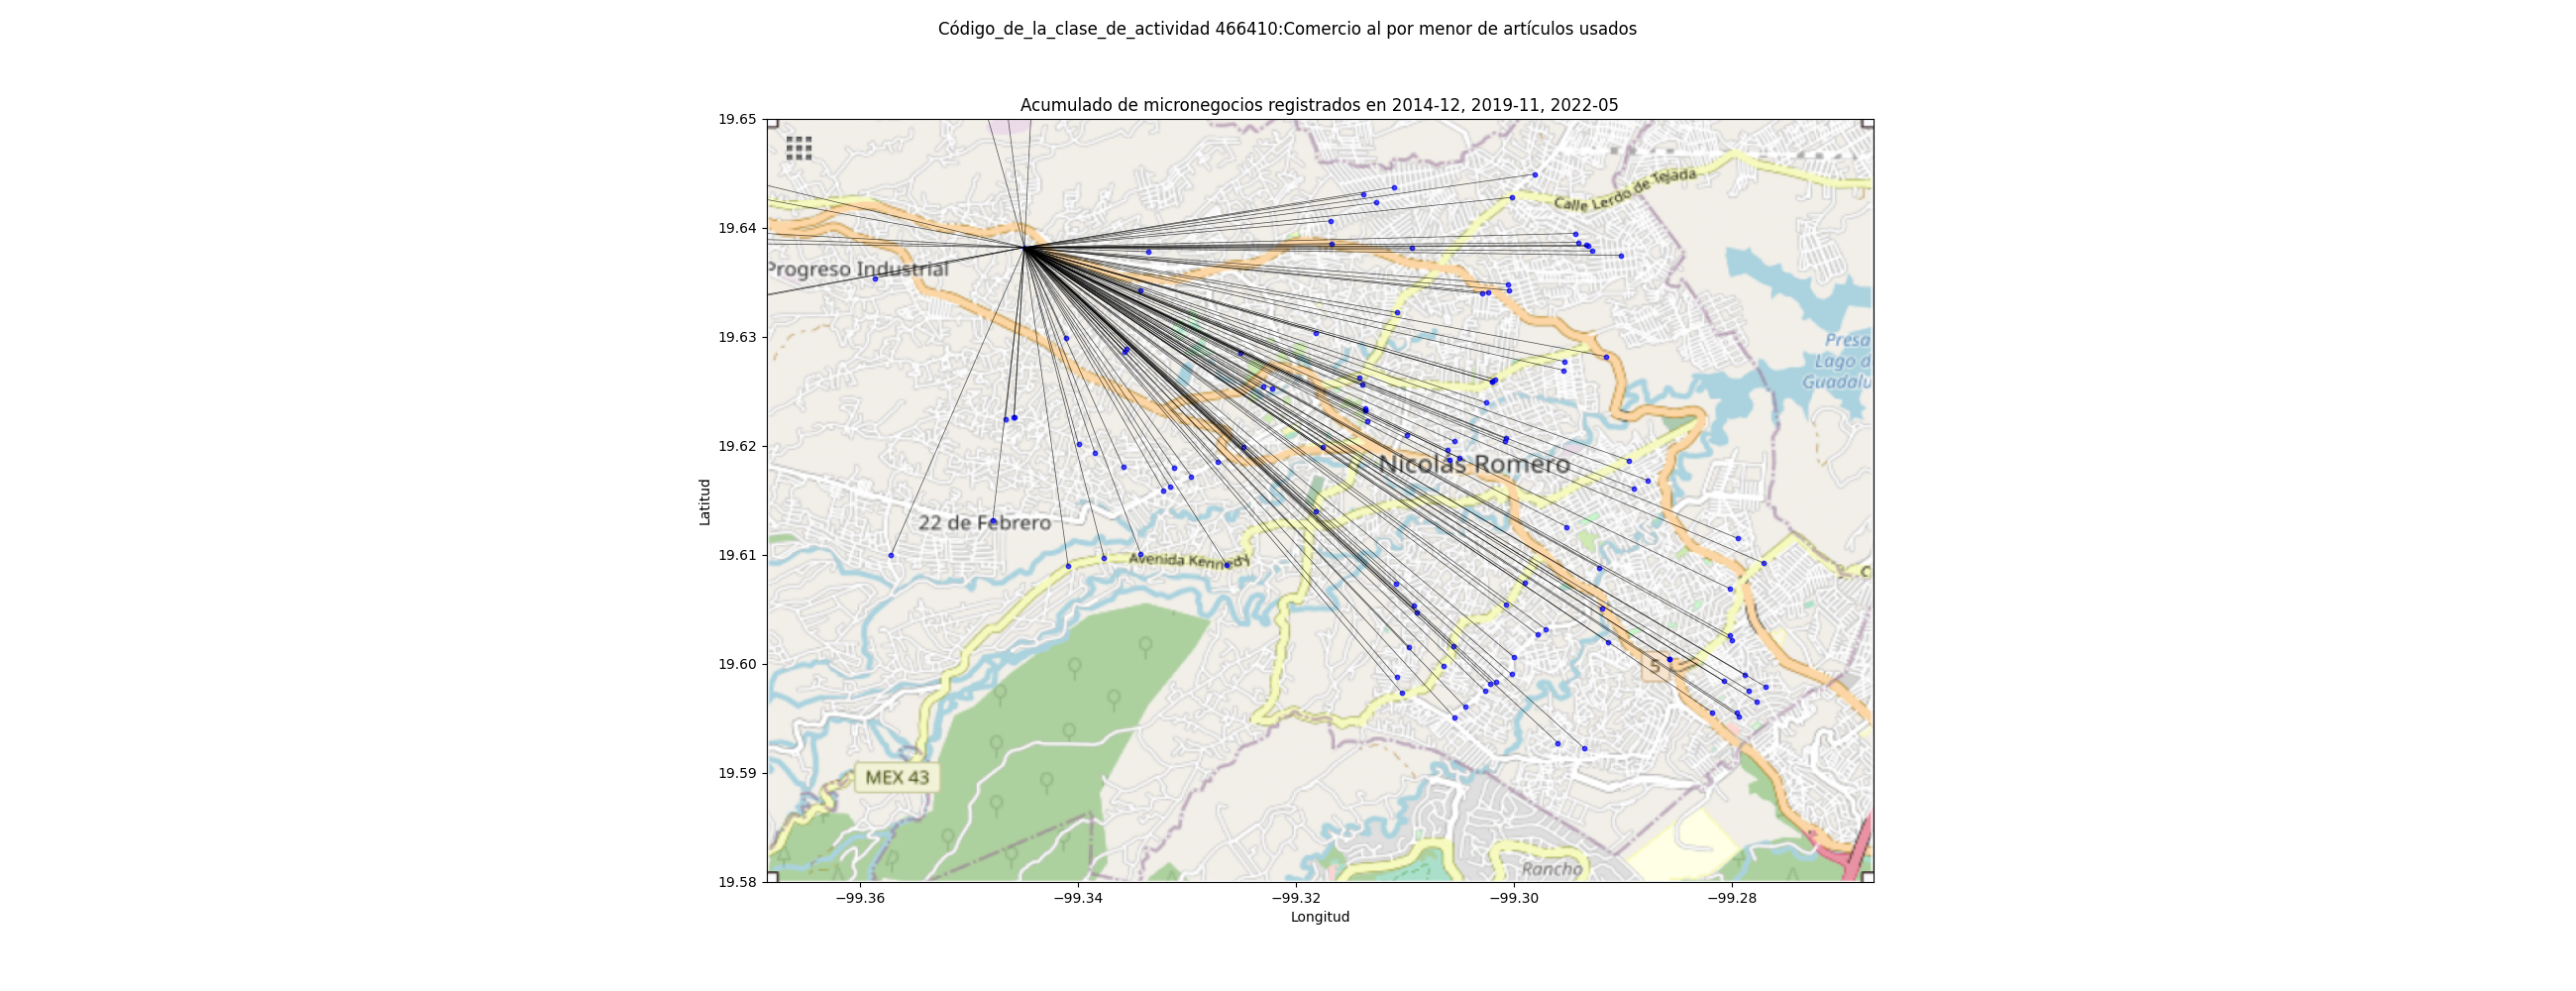 Código_de_la_clase_de_actividad 466410:Comercio al por menor de artículos usados
Acumulado de micronegocios registrados en 2014-12, 2019-11, 2022-05
19.65
19.64
19.63
19.62
19.61
19.60
19.59
19.58
Latitud
Calle Lerdo de Tejada
Progreso Industrial
Presa
Lago d
Guadalu
Nicolás Romero
22 de Febrero
Avenida Kennedy
C
5
MEX 43
Rancho
−99.36
−99.34
−99.32
−99.30
−99.28
Longitud